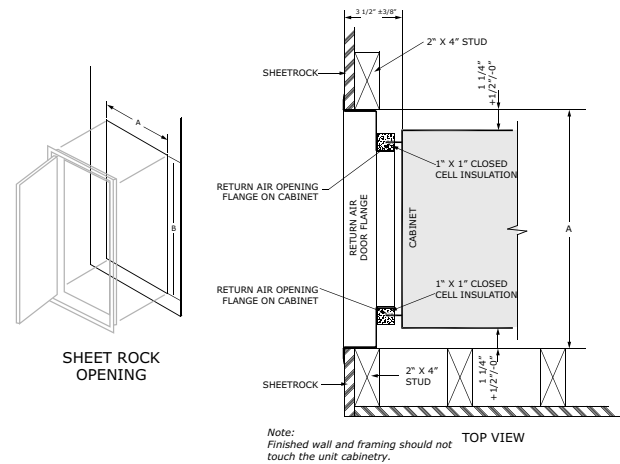 3 1/2" ±3/8"
2" X 4" STUD
SHEETROCK
1 1/4"
+1/2"/-0"
A
B
1" X 1" CLOSED
CELL INSULATION
RETURN AIR OPENING
FLANGE ON CABINET
RETURN AIR
DOOR FLANGE
CABINET
A
RETURN AIR OPENING
FLANGE ON CABINET
1" X 1" CLOSED
CELL INSULATION
SHEET ROCK
OPENING
SHEETROCK
2" X 4"
STUD
1 1/4"
+1/2"/-0"
Note:
Finished wall and framing should not
touch the unit cabinetry.
TOP VIEW